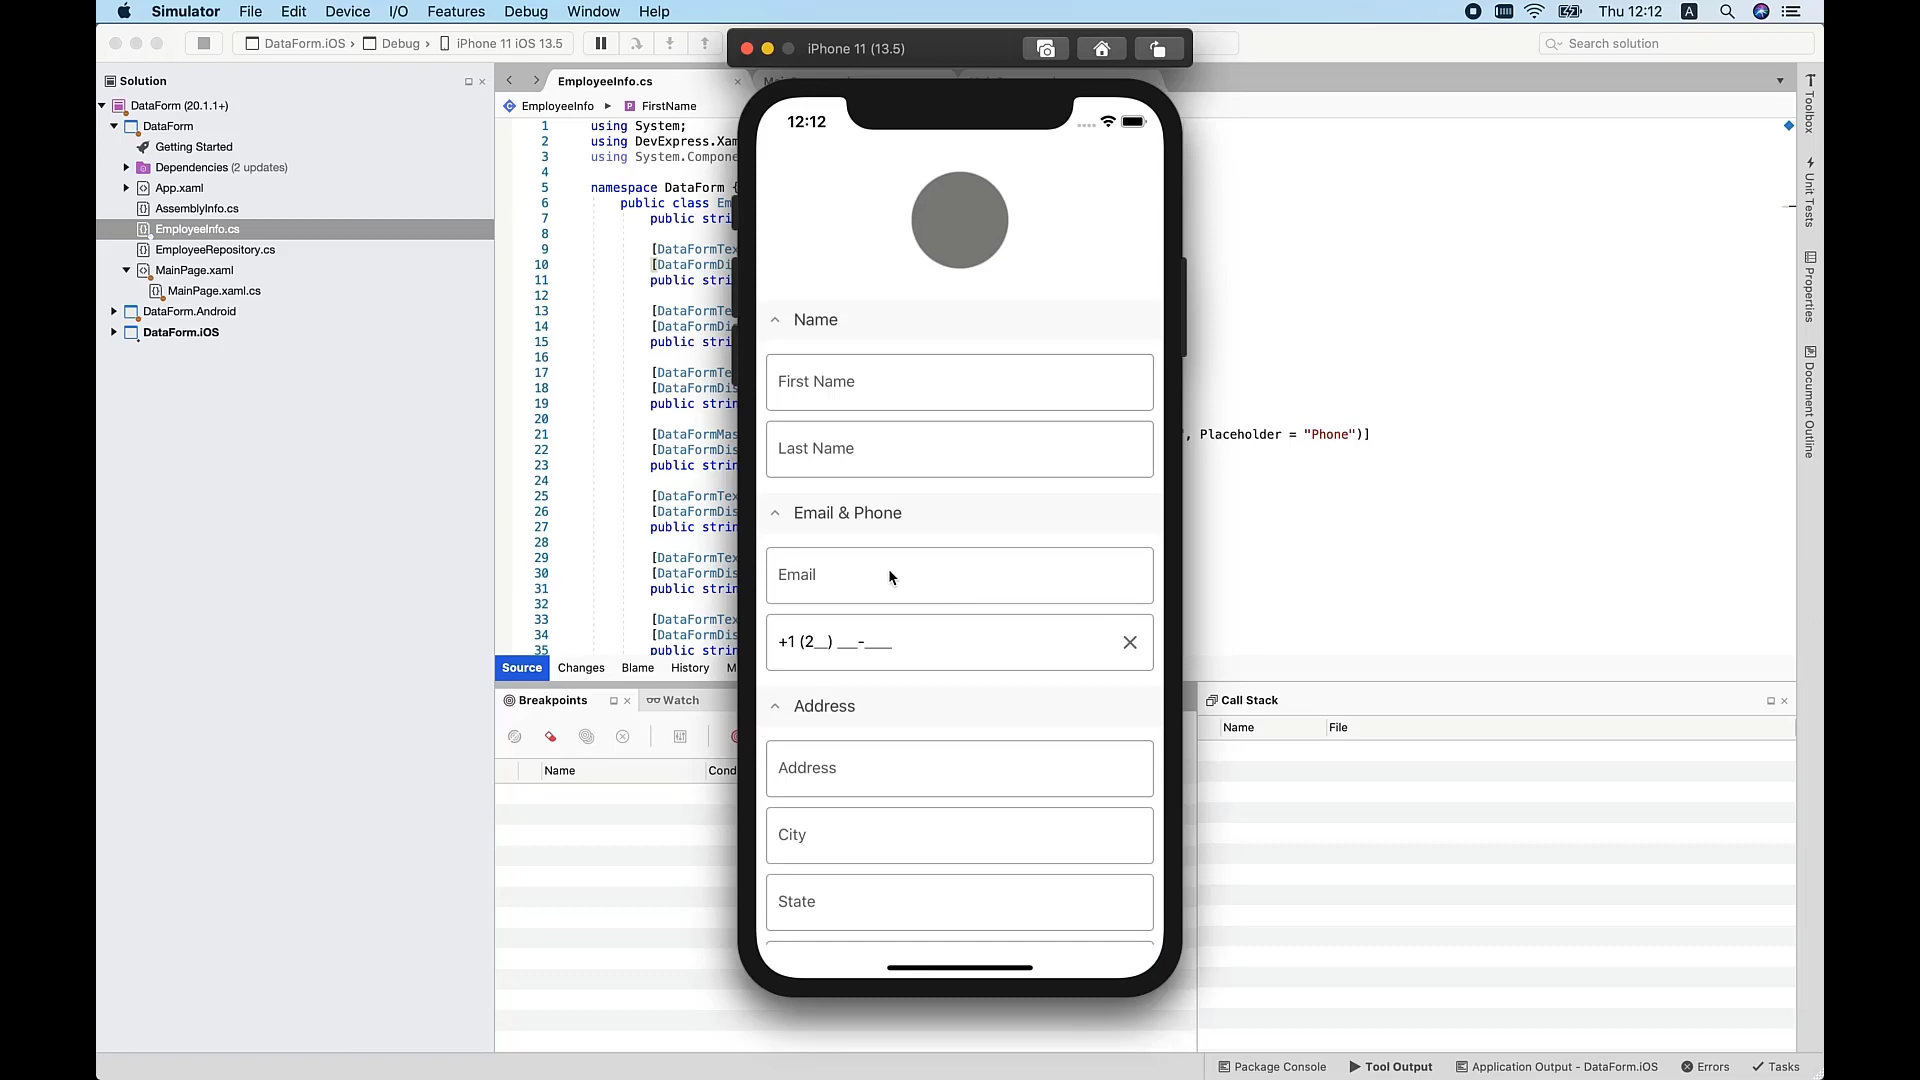 Simulator File Edit Device I/O Features Debug Window Help Thu 12:12 A
DataForm.iOS › Debug › iPhone 11 iOS 13.5
iPhone 11 (13.5)
Search solution
Solution
DataForm (20.1.1+)
DataForm
Getting Started
Dependencies (2 updates)
App.xaml
AssemblyInfo.cs
EmployeeInfo.cs
EmployeeRepository.cs
MainPage.xaml
MainPage.xaml.cs
DataForm.Android
DataForm.iOS
EmployeeInfo.cs
EmployeeInfo FirstName
1 using System;
2 using DevExpress.Xam
3 using System.Compone
4
5 namespace DataForm {
6 public class Em
7 public stri
8
9 [DataFormTex
10 [DataFormDi
11 public stri
12
13 [DataFormTe
14 [DataFormDi
15 public stri
16
17 [DataFormTe
18 [DataFormDis
19 public strin
20
21 [DataFormMas ", Placeholder = "Phone")]
22 [DataFormDis
23 public strin
24
25 [DataFormTex
26 [DataFormDis
27 public strin
28
29 [DataFormTex
30 [DataFormDis
31 public strin
32
33 [DataFormTex
34 [DataFormDis
35 public strin
Source Changes Blame History M
12:12
Name
First Name
Last Name
Email & Phone
Email
+1 (2__) ___-____
Address
Address
City
State
Breakpoints Watch
Name Cond
Call Stack
Name File
Toolbox
Unit Tests
Properties
Document Outline
Package Console Tool Output Application Output - DataForm.iOS Errors Tasks